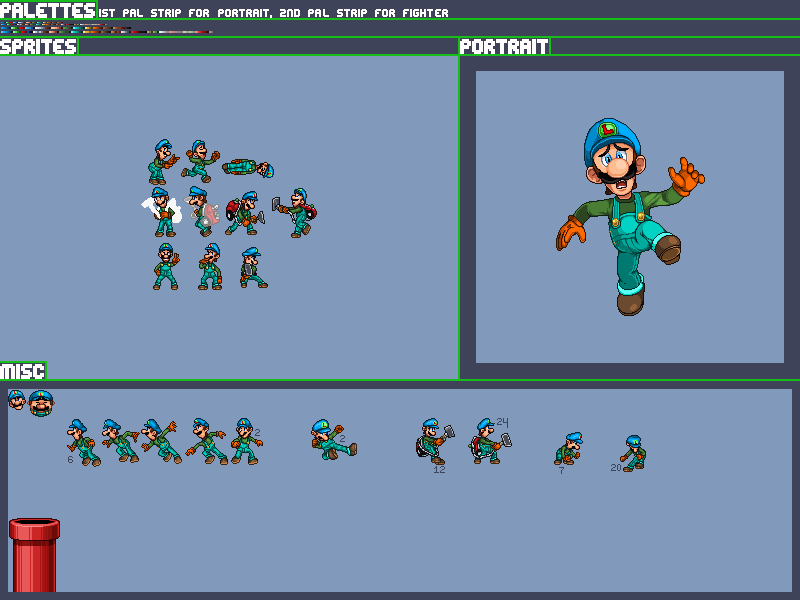 PALETTES 1ST PAL STRIP FOR PORTRAIT, 2ND PAL STRIP FOR FIGHTER
SPRITES
PORTRAIT
L
MISC
2
24
6
2
12
7
20